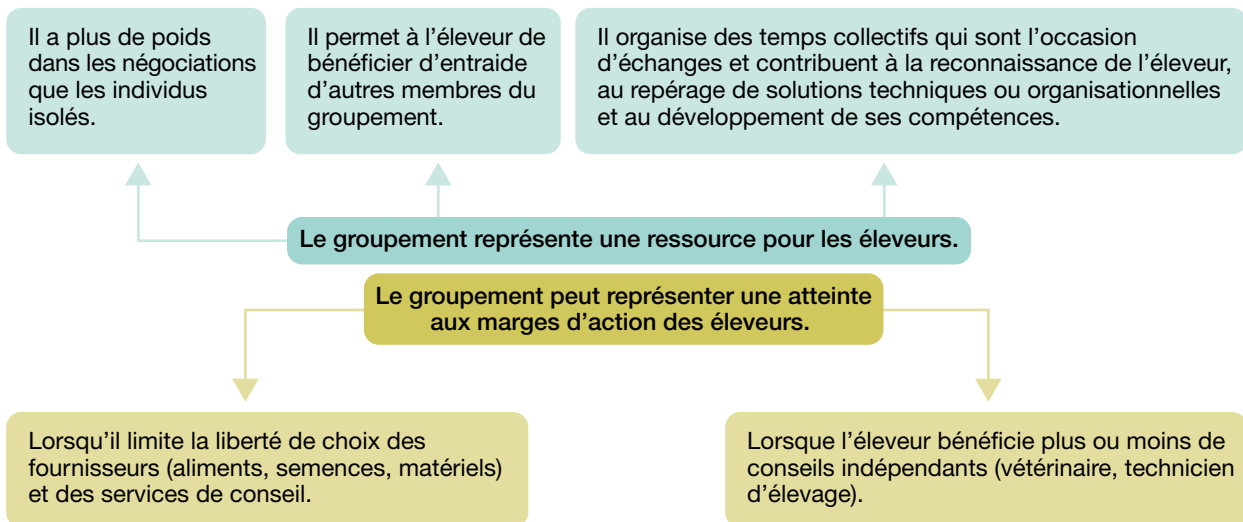 Il a plus de poids
dans les négociations
que les individus
isolés.
Il permet à l'éleveur de
bénéficier d'entraide
d'autres membres du
groupement.
Il organise des temps collectifs qui sont l'occasion
d'échanges et contribuent à la reconnaissance de l'éleveur,
au repérage de solutions techniques ou organisationnelles
et au développement de ses compétences.
Le groupement représente une ressource pour les éleveurs.
Le groupement peut représenter une atteinte
aux marges d'action des éleveurs.
Lorsqu'il limite la liberté de choix des
fournisseurs (aliments, semences, matériels)
et des services de conseil.
Lorsque l'éleveur bénéficie plus ou moins de
conseils indépendants (vétérinaire, technicien
d'élevage).